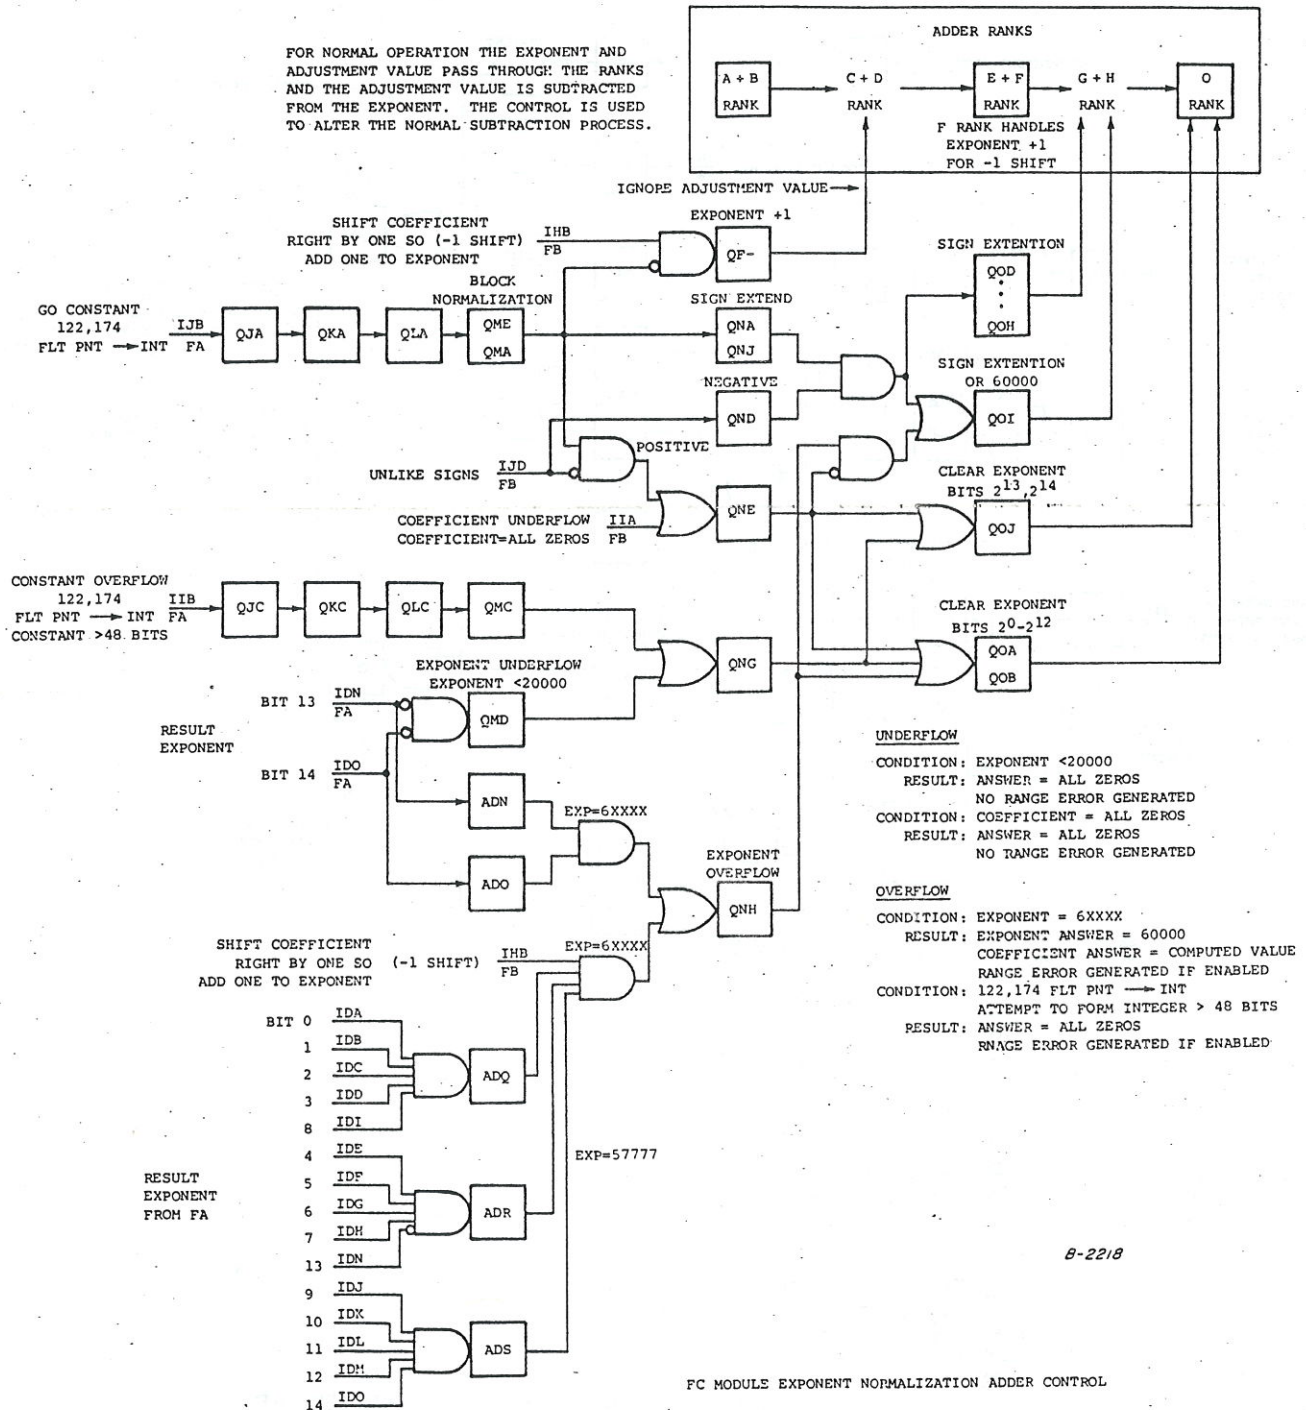 ADDER RANKS
FOR NORMAL OPERATION THE EXPONENT AND
ADJUSTMENT VALUE PASS THROUGH THE RANKS
AND THE ADJUSTMENT VALUE IS SUBTRACTED
FROM THE EXPONENT. THE CONTROL IS USED
TO ALTER THE NORMAL SUBTRACTION PROCESS.
A + B
RANK
C + D
RANK
E + F
RANK
G + H
RANK
O
RANK
F RANK HANDLES
EXPONENT +1
FOR -1 SHIFT
IGNOPE ADJUSTMENT VALUE
SHIFT COEFFICIENT
RIGHT BY ONE SO (-1 SHIFT)
ADD ONE TO EXPONENT
IHB
FB
EXPONENT +1
QF-
SIGN EXTENTION
QOD
QOH
BLOCK
NORMALIZATION
GO CONSTANT
122,174
FLT PNT → INT
IJB
FA
QJA
QKA
QLA
QME
QMA
SIGN EXTEND
QNA
QNJ
NEGATIVE
QND
SIGN EXTENTION
OR 60000
QOI
POSITIVE
UNLIKE SIGNS
IJD
FB
COEFFICIENT UNDERFLOW
COEFFICIENT=ALL ZEROS
IIA
FB
QNE
CLEAR EXPONENT
BITS 2¹³,2¹⁴
QOJ
CONSTANT OVERFLOW
122,174
FLT PNT → INT
CONSTANT >48 BITS
IIB
FA
QJC
QKC
QLC
QMC
QNG
CLEAR EXPONENT
BITS 2⁰-2¹²
QOA
QOB
EXPONENT UNDERFLOW
EXPONENT <20000
RESULT
EXPONENT
BIT 13
IDN
FA
QMD
BIT 14
IDO
FA
ADN
ADO
EXP=6XXXX
EXPONENT
OVERFLOW
QNH
UNDERFLOW
CONDITION: EXPONENT <20000
RESULT: ANSWER = ALL ZEROS
NO RANGE ERROR GENERATED
CONDITION: COEFFICIENT = ALL ZEROS
RESULT: ANSWER = ALL ZEROS
NO RANGE ERROR GENERATED
OVERFLOW
CONDITION: EXPONENT = 6XXXX
RESULT: EXPONENT ANSWER = 60000
COEFFICIENT ANSWER = COMPUTED VALUE
RANGE ERROR GENERATED IF ENABLED
CONDITION: 122,174 FLT PNT → INT
ATTEMPT TO FORM INTEGER > 48 BITS
RESULT: ANSWER = ALL ZEROS
RNAGE ERROR GENERATED IF ENABLED
SHIFT COEFFICIENT
RIGHT BY ONE SO (-1 SHIFT)
ADD ONE TO EXPONENT
IHB
FB
EXP=6XXXX
BIT 0 IDA
1 IDB
2 IDC
3 IDD
8 IDI
ADQ
RESULT
EXPONENT
FROM FA
4 IDE
5 IDF
6 IDG
7 IDH
13 IDN
ADR
EXP=57777
9 IDJ
10 IDK
11 IDL
12 IDM
14 IDO
ADS
B-2218
FC MODULE EXPONENT NORMALIZATION ADDER CONTROL